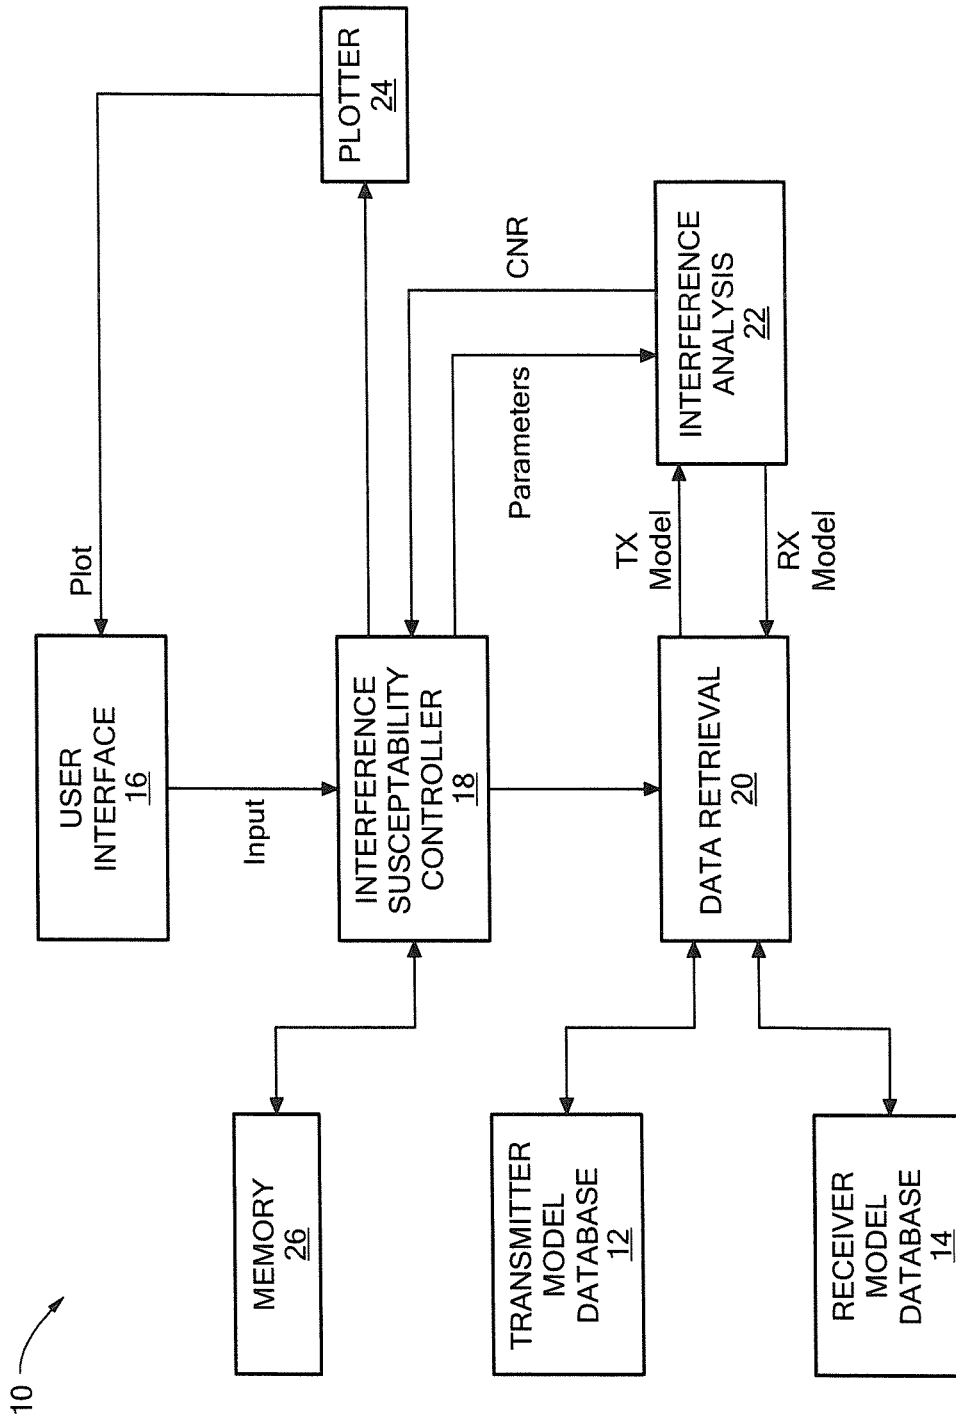 10
USER
INTERFACE
16
Plot
PLOTTER
24
Input
MEMORY
26
INTERFERENCE
SUSCEPTABILITY
CONTROLLER
18
CNR
Parameters
TRANSMITTER
MODEL
DATABASE
12
DATA RETRIEVAL
20
TX
Model
RX
Model
INTERFERENCE
ANALYSIS
22
RECEIVER
MODEL
DATABASE
14